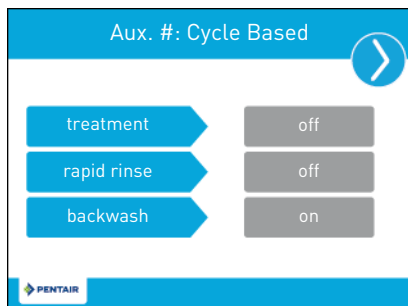 Aux. #: Cycle Based
treatment off
rapid rinse off
backwash on
PENTAIR